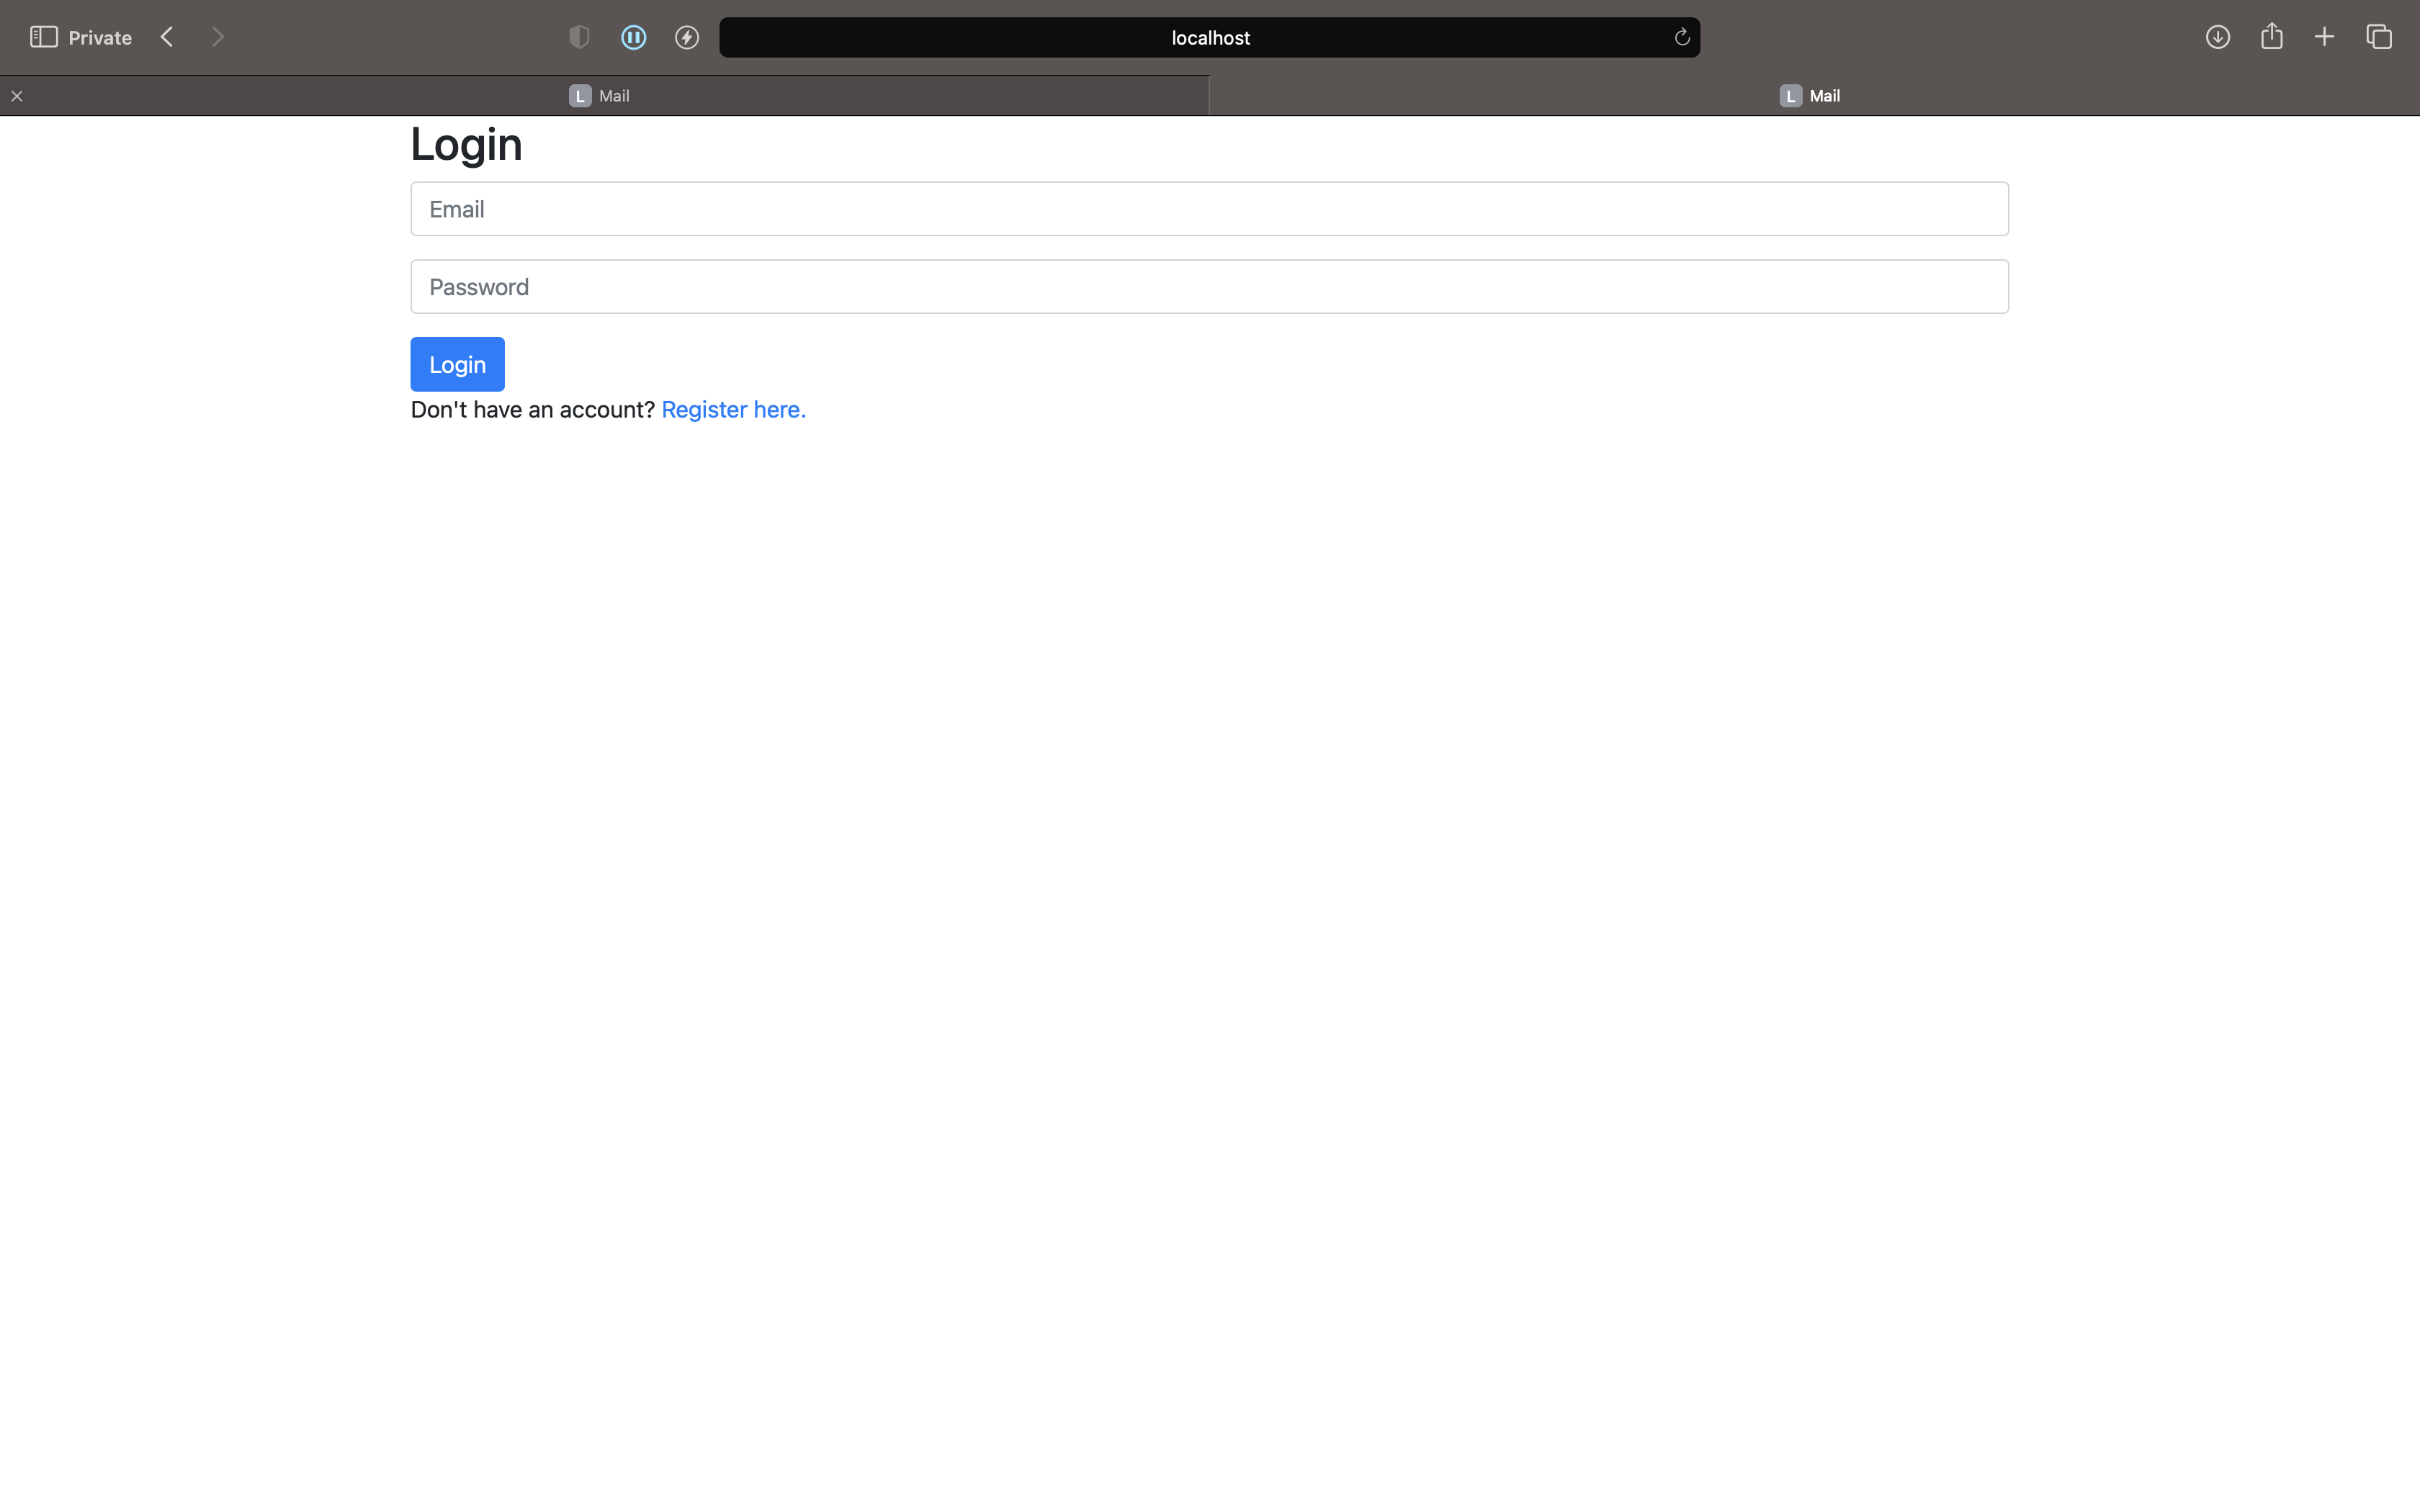 Private
localhost
L Mail
L Mail
Login
Email
Password
Login
Don't have an account? Register here.